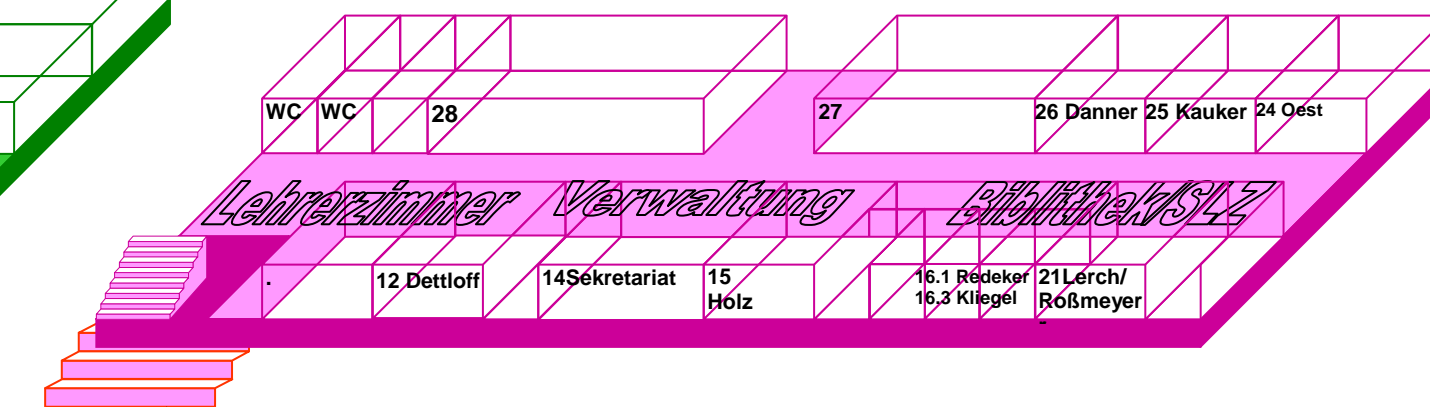 WC WC 28 27 26 Danner 25 Kauker 24 Oest
Lehrerzimmer Verwaltung Biblithek/SLZ
. 12 Dettloff 14Sekretariat 15 16.1 Redeker 21Lerch/
Holz 16.3 Kliegel Roßmeyer
-